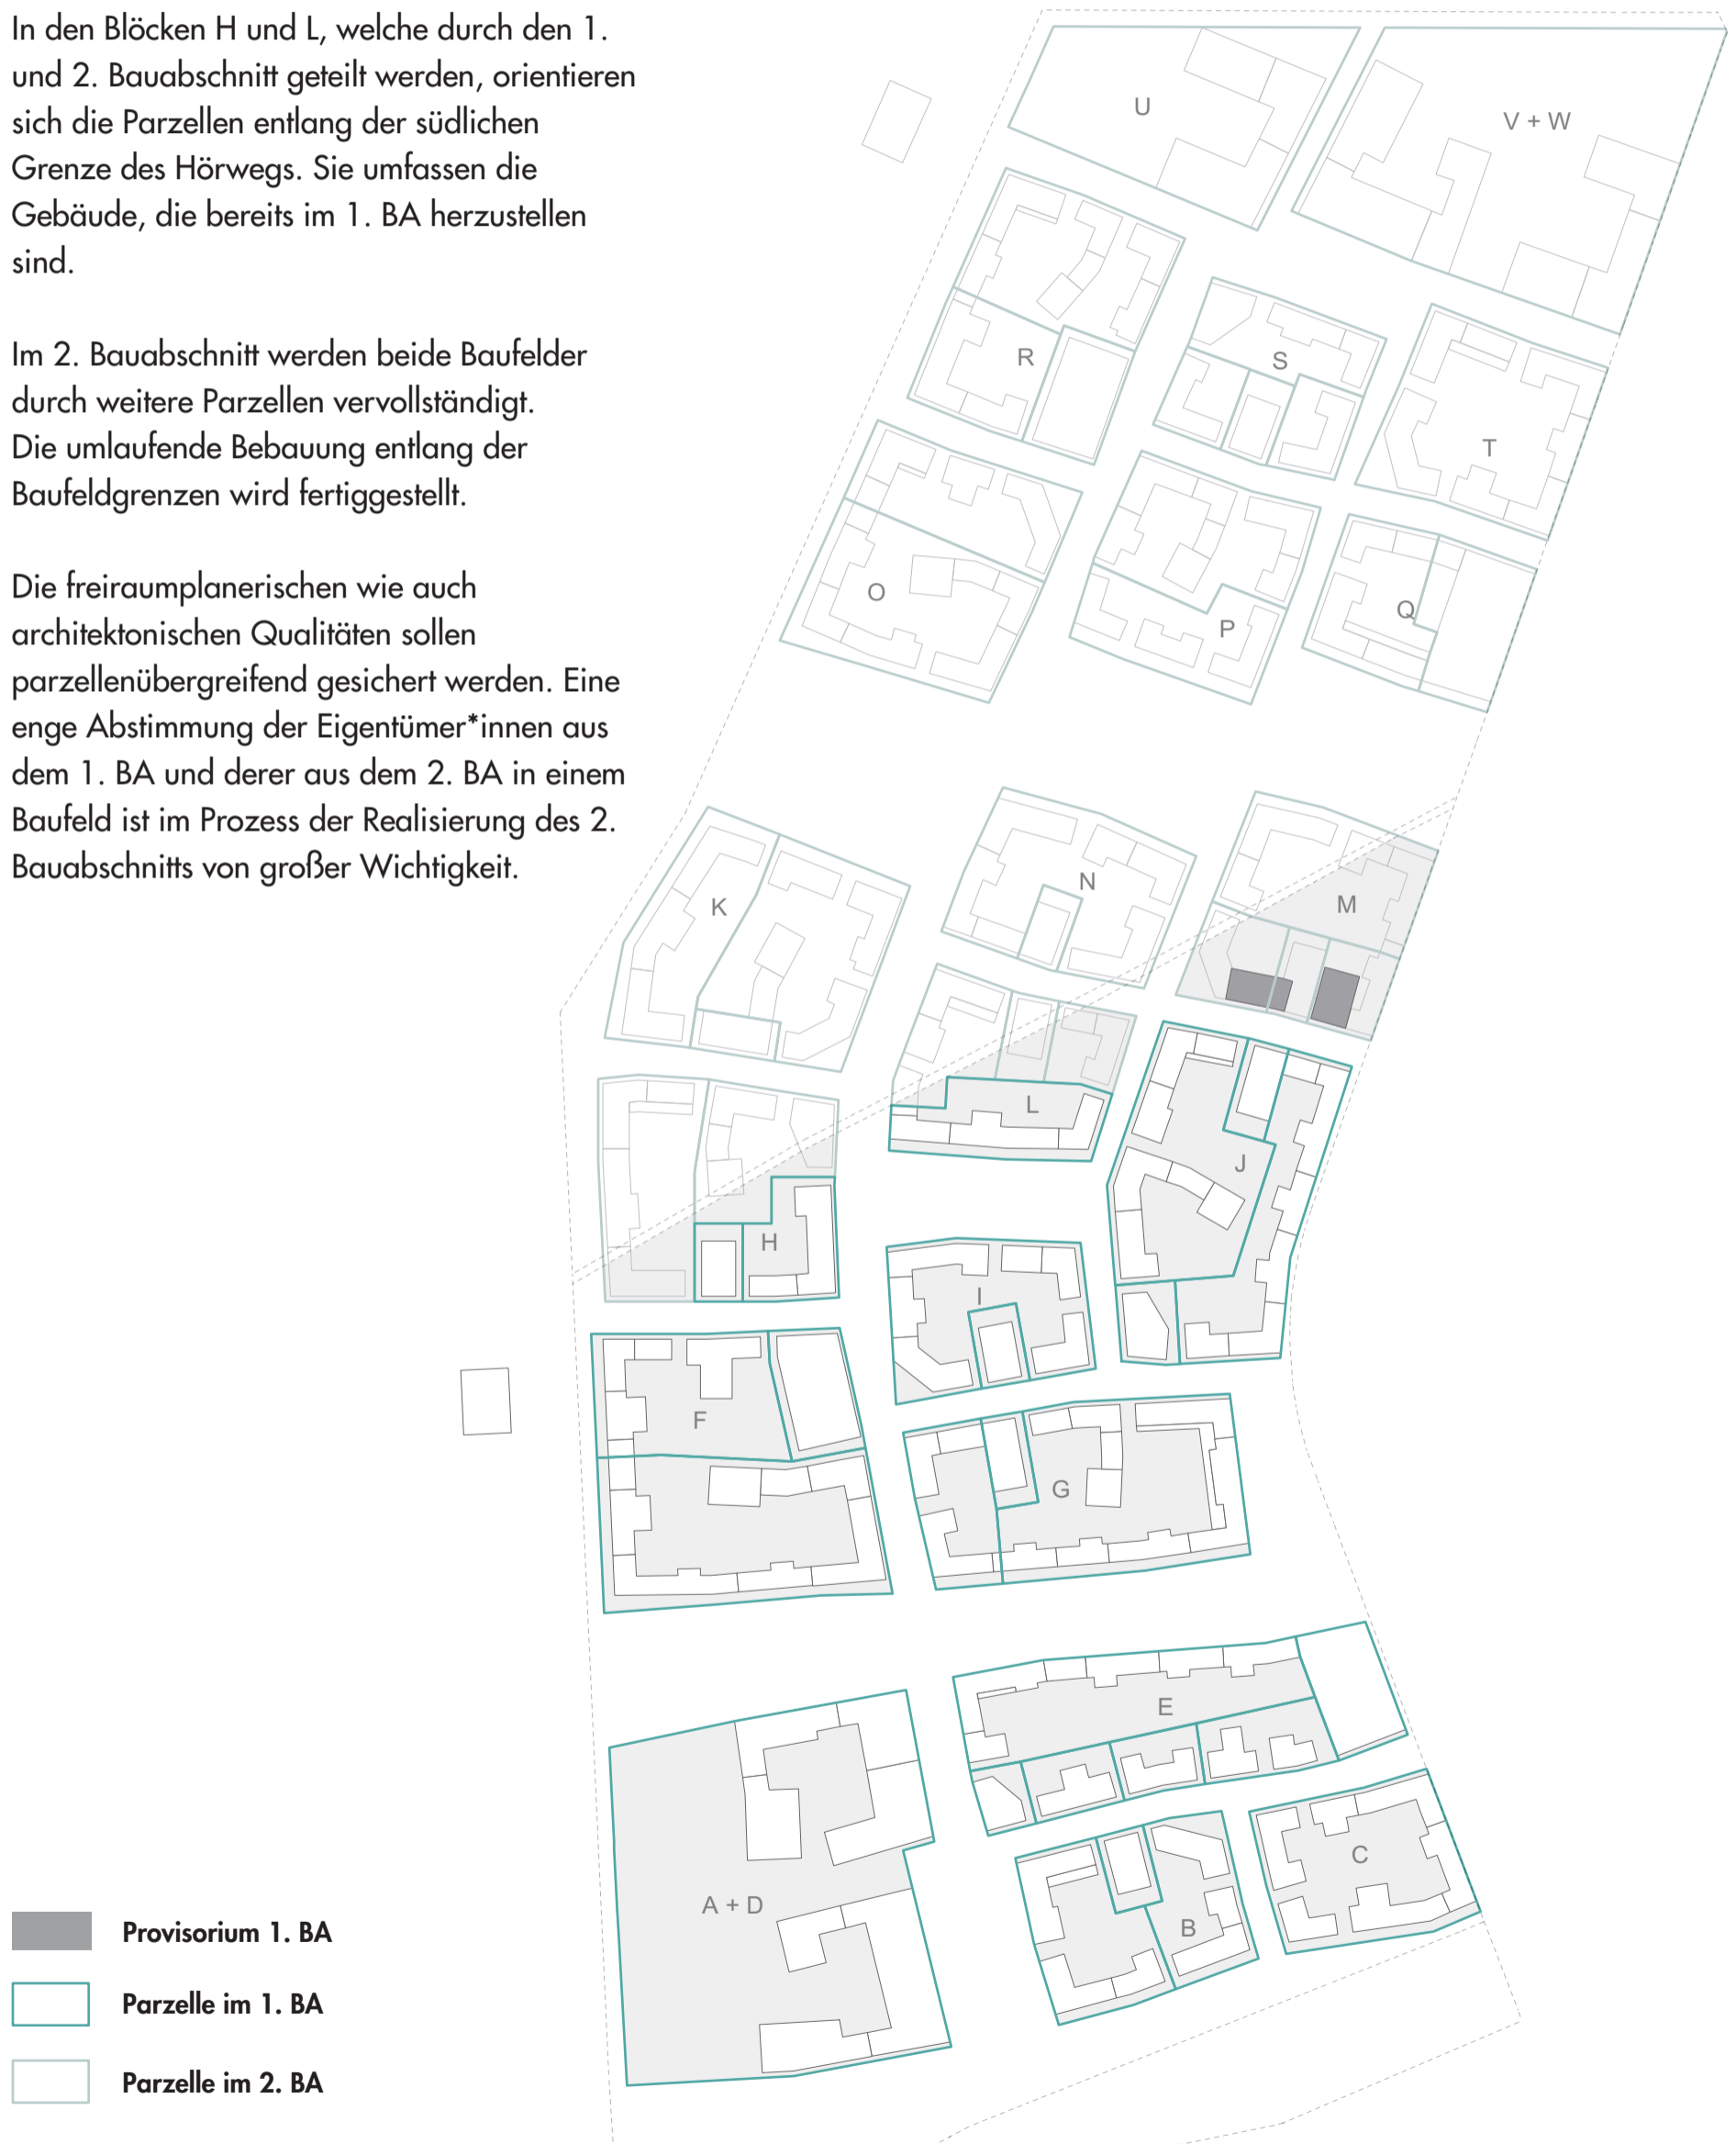 In den Blöcken H und L, welche durch den 1.
und 2. Bauabschnitt geteilt werden, orientieren
sich die Parzellen entlang der südlichen
Grenze des Hörwegs. Sie umfassen die
Gebäude, die bereits im 1. BA herzustellen
sind.
Im 2. Bauabschnitt werden beide Baufelder
durch weitere Parzellen vervollständigt.
Die umlaufende Bebauung entlang der
Baufeldgrenzen wird fertiggestellt.
Die freiraumplanerischen wie auch
architektonischen Qualitäten sollen
parzellenübergreifend gesichert werden. Eine
enge Abstimmung der Eigentümer*innen aus
dem 1. BA und derer aus dem 2. BA in einem
Baufeld ist im Prozess der Realisierung des 2.
Bauabschnitts von großer Wichtigkeit.
U
V + W
R
S
T
O
P
Q
K
N
M
L
J
H
I
F
G
E
A + D
B
C
Provisorium 1. BA
Parzelle im 1. BA
Parzelle im 2. BA